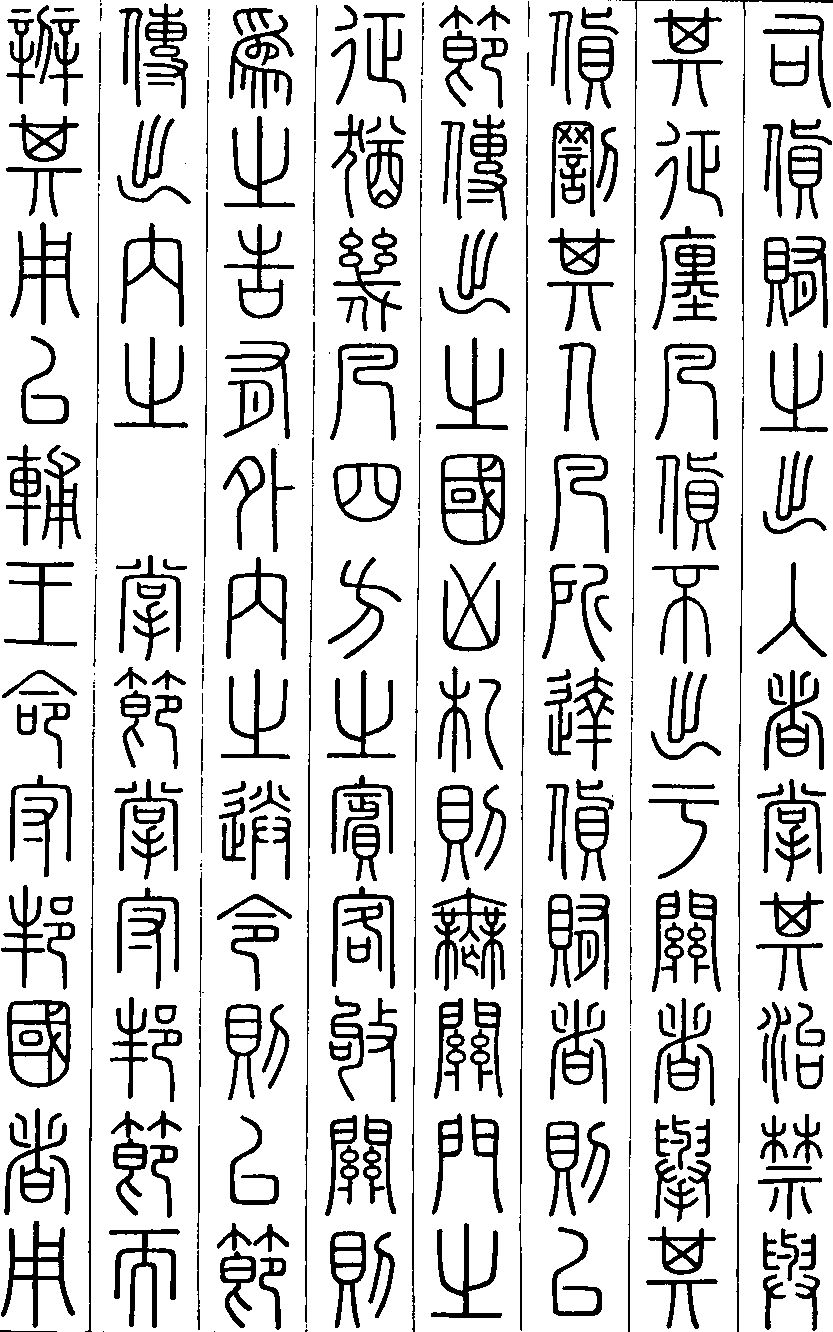 司貨賄之出入者掌其治禁與
其征廛凡貨不出于關者舉其
貨罰其人凡所達貨賄者則以
節傳出之國凶札則無關門之
征猶幾凡四方之賓客敂關則
爲之告有外內之送令則以節
傳出內之　掌節掌守邦節而
辨其用以輔王命守邦國者用